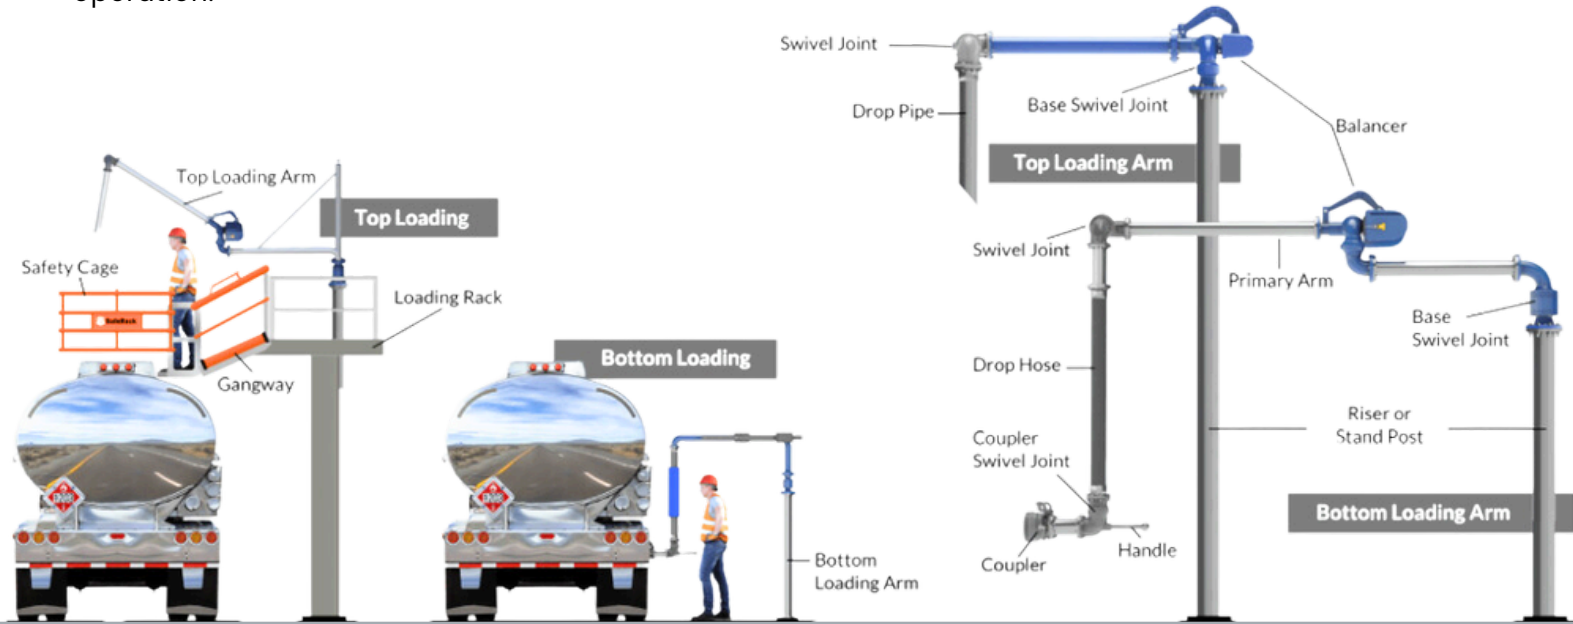 operation.
Swivel Joint
Drop Pipe
Base Swivel Joint
Balancer
Top Loading Arm
Top Loading Arm
Top Loading
Safety Cage
SafeRack
Loading Rack
Gangway
Bottom Loading
Bottom
Loading Arm
Swivel Joint
Primary Arm
Base
Swivel Joint
Drop Hose
Riser or
Stand Post
Coupler
Swivel Joint
Bottom Loading Arm
Handle
Coupler